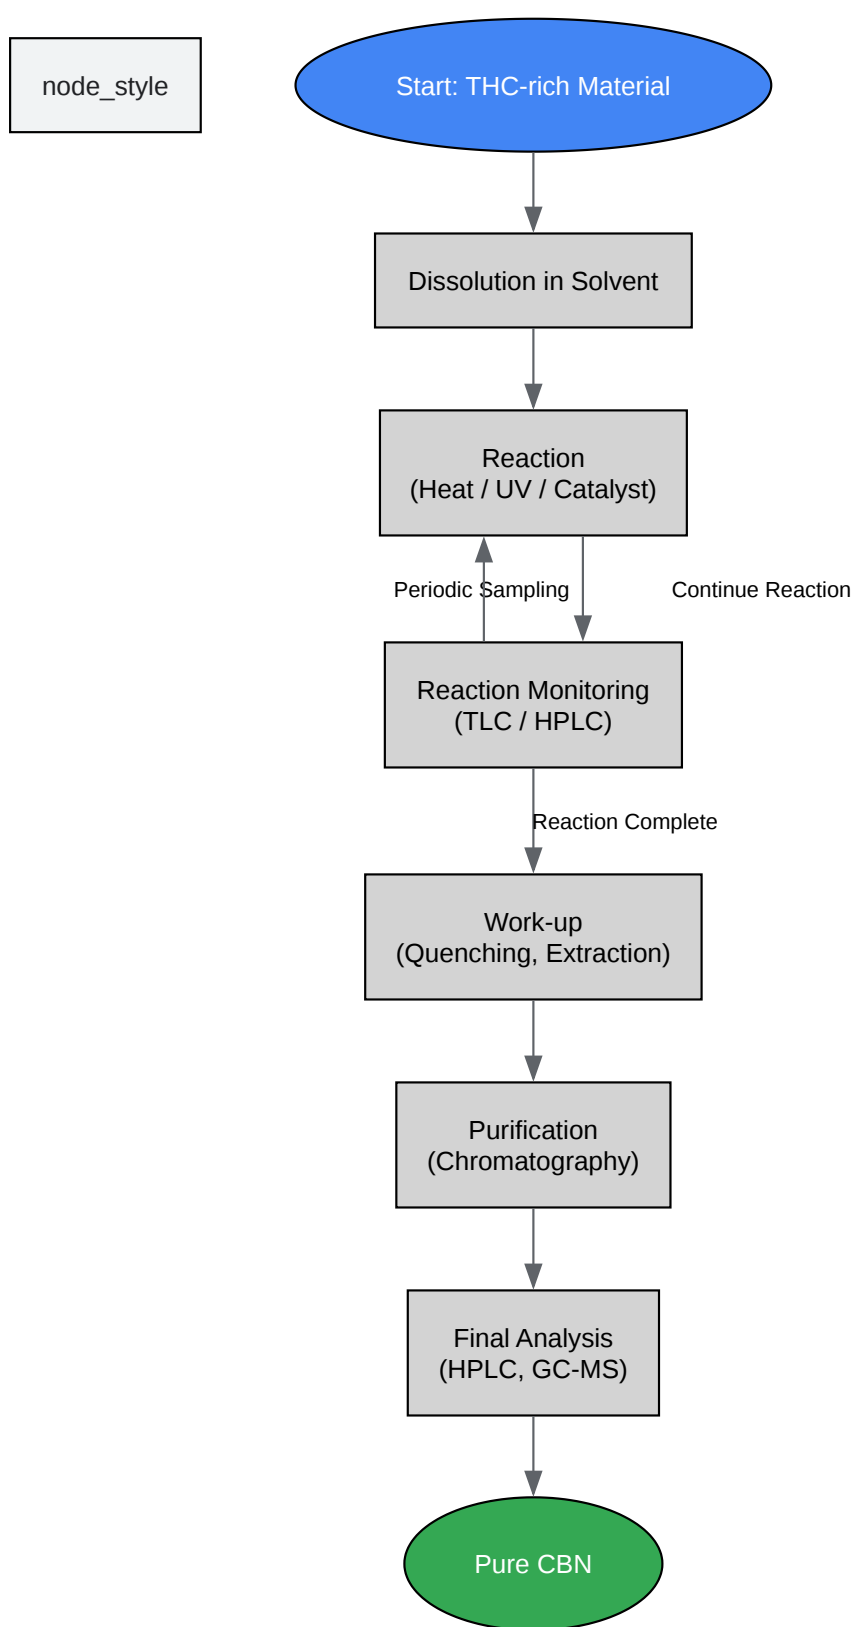 node_style
Start: THC-rich Material
Dissolution in Solvent
Reaction
(Heat / UV / Catalyst)
Periodic Sampling
Continue Reaction
Reaction Monitoring
(TLC / HPLC)
Reaction Complete
Work-up
(Quenching, Extraction)
Purification
(Chromatography)
Final Analysis
(HPLC, GC-MS)
Pure CBN